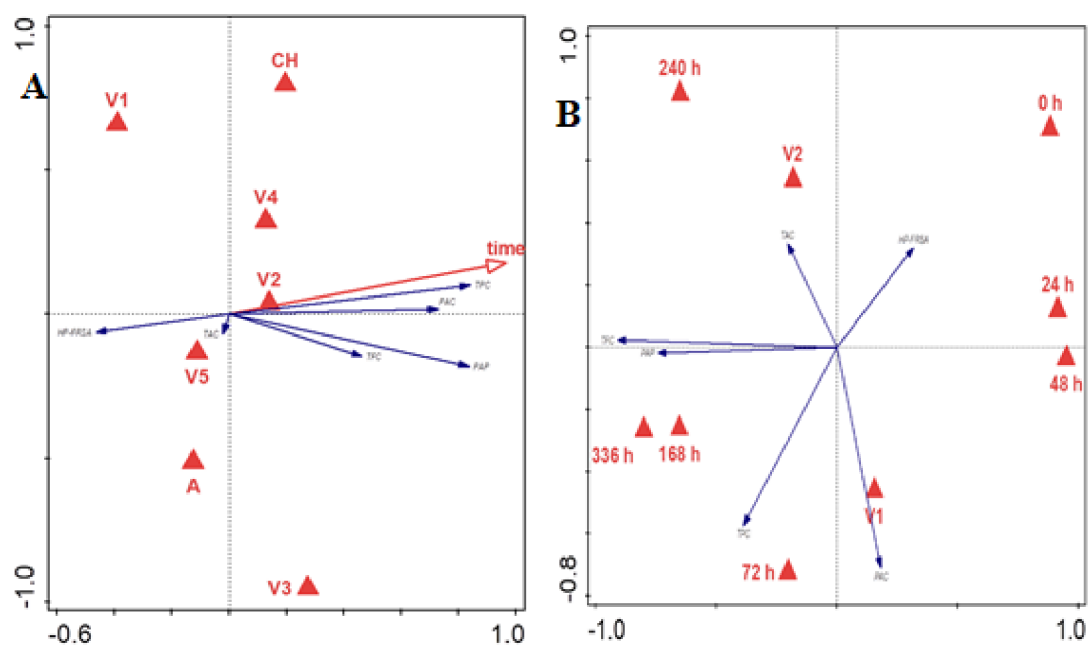 A
1.0
CH
V1
V4
time
V2
TPC
PAC
HP-FRSA
TAC
TFC
PAP
V5
A
V3
-1.0
-0.6
1.0
B
1.0
240 h
0 h
V2
TAC
HP-FRSA
24 h
PAP
48 h
336 h
168 h
V1
72 h
PAC
-0.8
-1.0
1.0